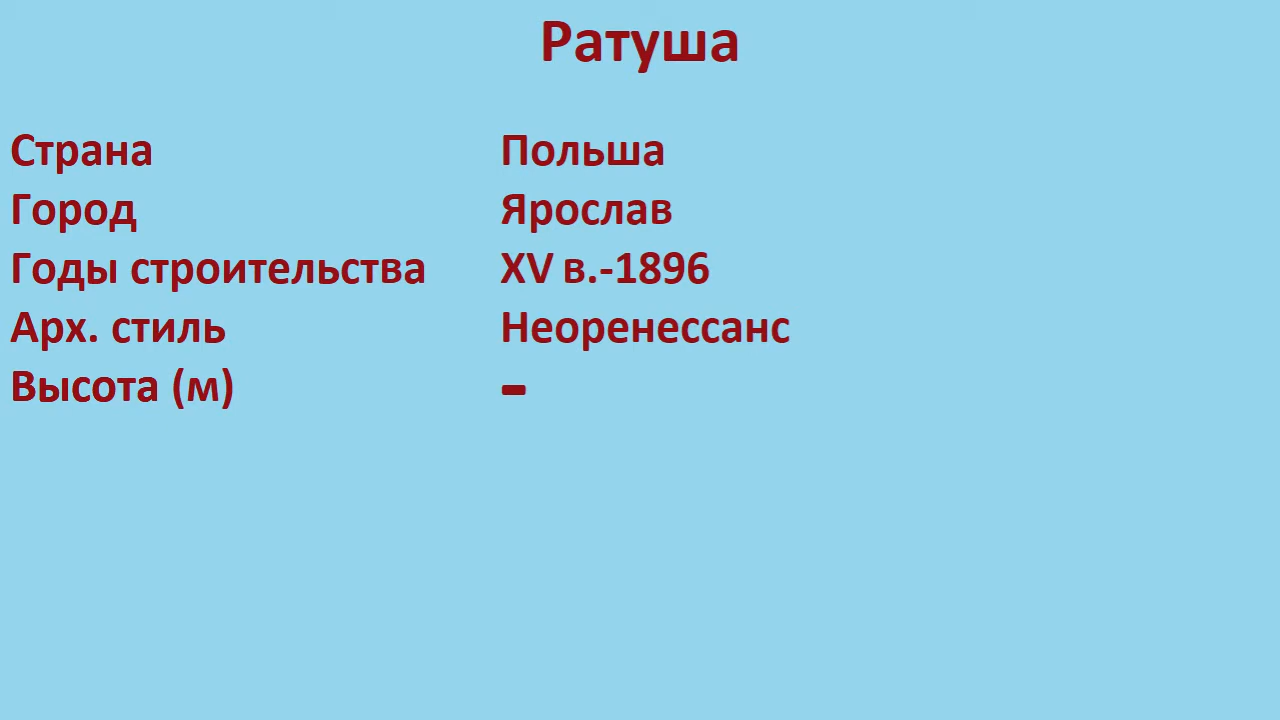 Ратуша
Страна Польша
Город Ярослав
Годы строительства XV в.-1896
Арх. стиль Неоренессанс
Высота (м) -